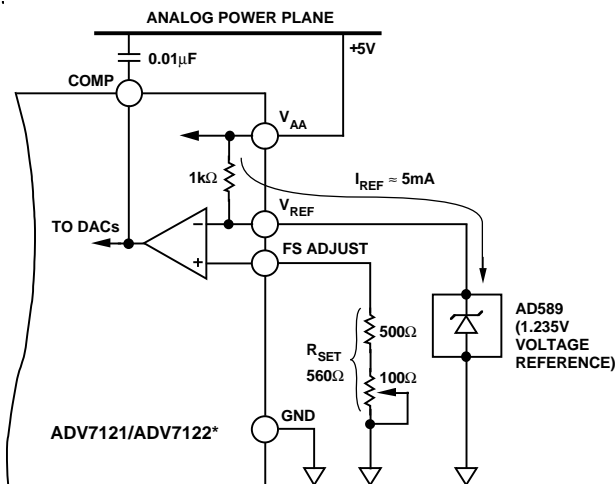 ANALOG POWER PLANE
+5V
0.01μF
COMP
VAA
1kΩ
IREF ≈ 5mA
VREF
TO DACs
FS ADJUST
AD589
(1.235V
VOLTAGE
REFERENCE)
500Ω
RSET
560Ω
100Ω
GND
ADV7121/ADV7122*